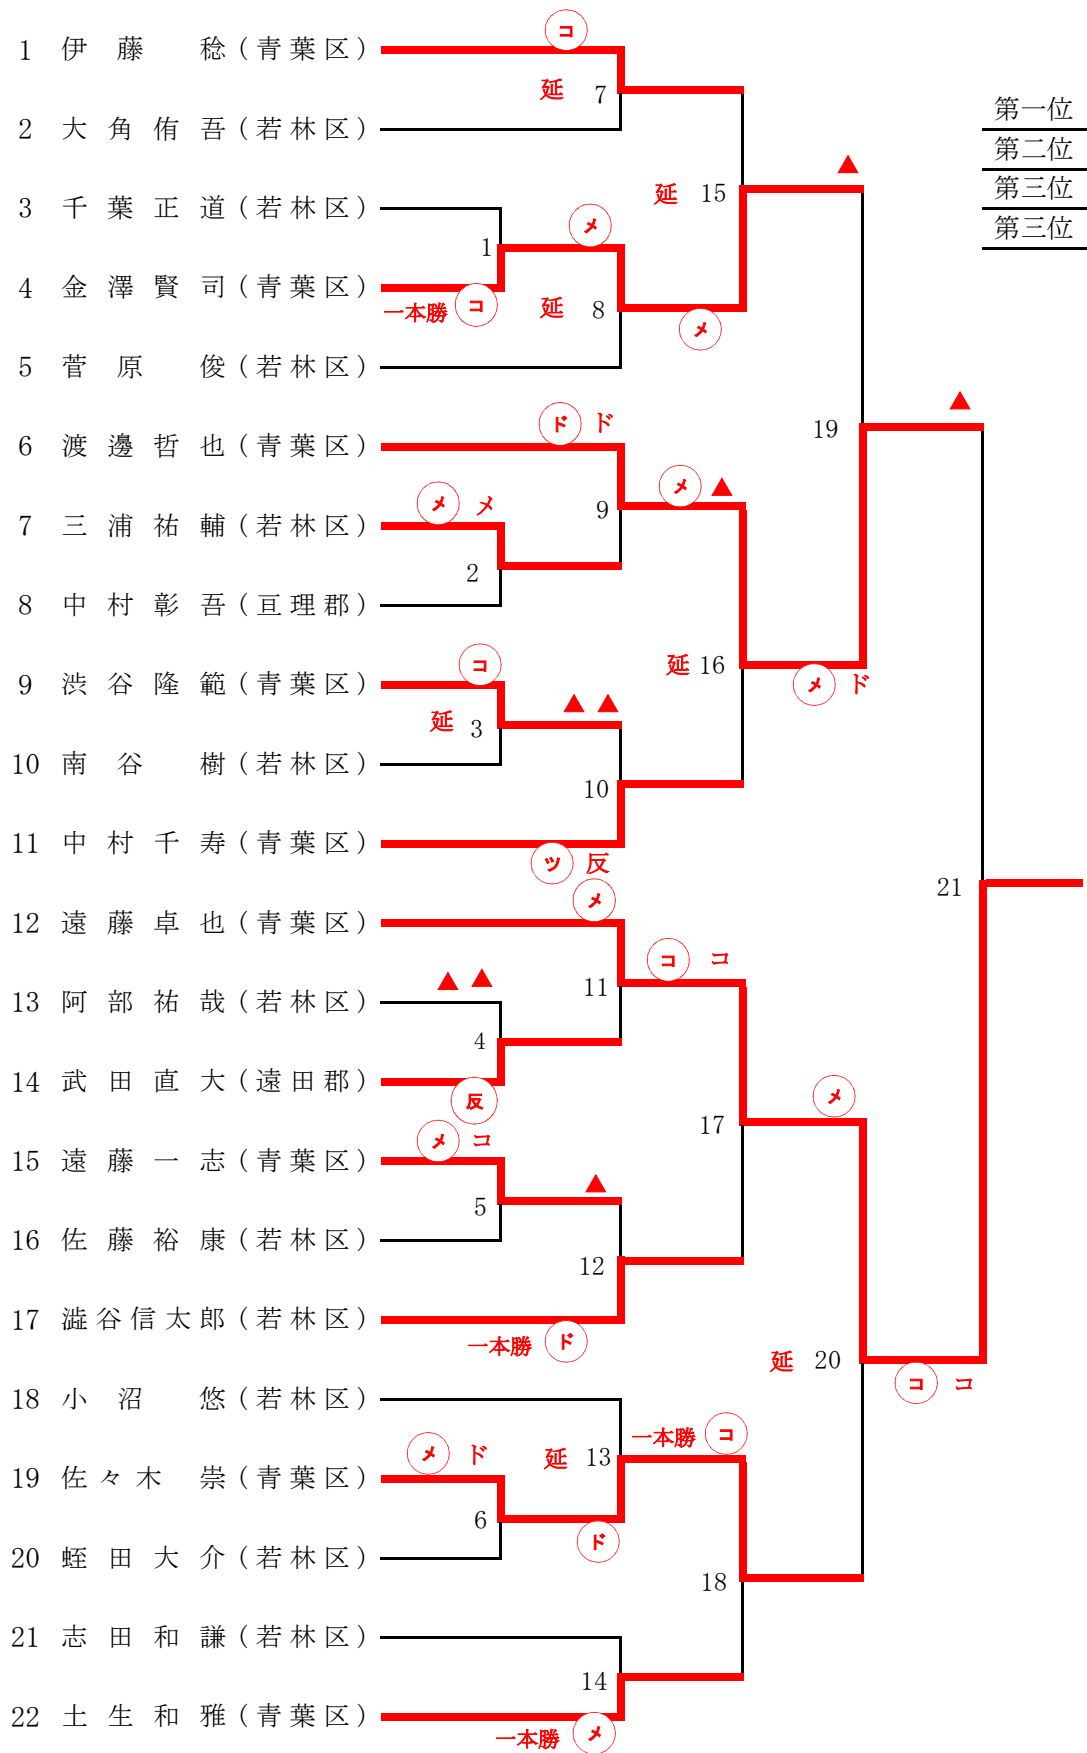 コ
1 伊藤 稔(青葉区)
延 7
2 大角侑吾(若林区)
第一位
第二位
第三位
第三位
▲
延 15
3 千葉正道(若林区)
メ
1
4 金澤賢司(青葉区)
一本勝 コ
延 8
メ
5 菅原 俊(若林区)
▲
19
ド ド
6 渡邊哲也(青葉区)
メ ▲
メ メ
9
7 三浦祐輔(若林区)
2
8 中村彰吾(亘理郡)
コ
延 16
9 渋谷隆範(青葉区)
メ ド
▲ ▲
延 3
10 南谷 樹(若林区)
10
11 中村千寿(青葉区)
ツ 反
21
メ
12 遠藤卓也(青葉区)
コ コ
▲ ▲
11
13 阿部祐哉(若林区)
4
14 武田直大(遠田郡)
反
メ
17
メ コ
15 遠藤一志(青葉区)
▲
5
16 佐藤裕康(若林区)
12
17 澁谷信太郎(若林区)
一本勝 ド
延 20
コ コ
18 小沼 悠(若林区)
一本勝 コ
メ ド
延 13
19 佐々木 崇(青葉区)
6
ド
20 蛭田大介(若林区)
18
21 志田和謙(若林区)
14
22 土生和雅(青葉区)
一本勝 メ